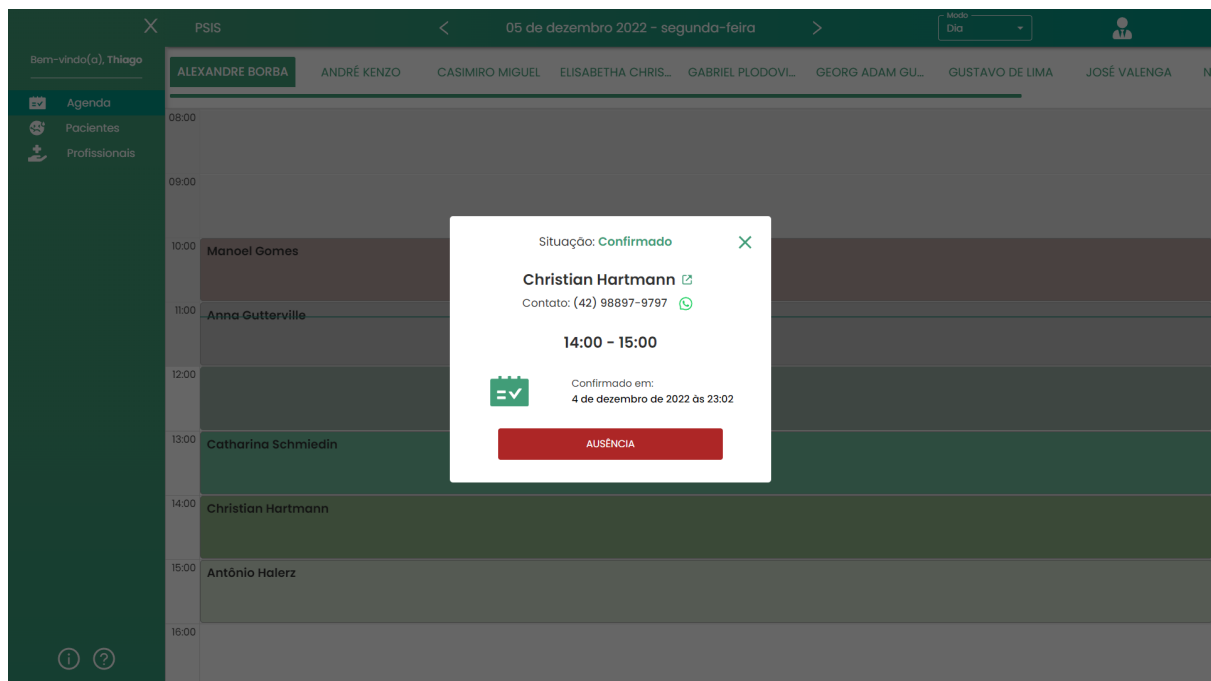 PSIS
05 de dezembro 2022 - segunda-feira
Modo
Dia
Bem-vindo(a), Thiago
Agenda
Pacientes
Profissionais
ALEXANDRE BORBA
ANDRÉ KENZO
CASIMIRO MIGUEL
ELISABETHA CHRIS...
GABRIEL PLODOVI...
GEORG ADAM GU...
GUSTAVO DE LIMA
JOSÉ VALENGA
N
08:00
09:00
10:00 Manoel Gomes
11:00 Anna Gutterville
12:00
13:00 Catharina Schmiedin
14:00 Christian Hartmann
15:00 Antônio Halerz
16:00
Situação: Confirmado
Christian Hartmann
Contato: (42) 98897-9797
14:00 - 15:00
Confirmado em:
4 de dezembro de 2022 às 23:02
AUSÊNCIA